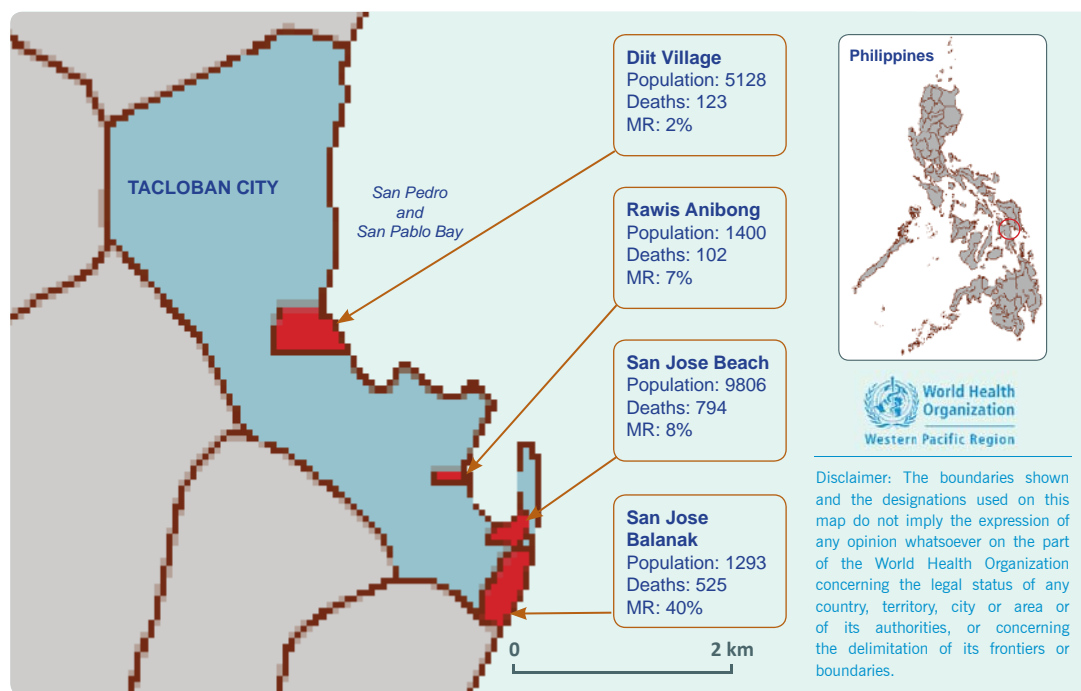 TACLOBAN CITY
San Pedro
and
San Pablo Bay
Diit Village
Population: 5128
Deaths: 123
MR: 2%
Rawis Anibong
Population: 1400
Deaths: 102
MR: 7%
San Jose Beach
Population: 9806
Deaths: 794
MR: 8%
San Jose
Balanak
Population: 1293
Deaths: 525
MR: 40%
0
2 km
Philippines
World Health
Organization
Western Pacific Region
Disclaimer: The boundaries shown
and the designations used on this
map do not imply the expression of
any opinion whatsoever on the part
of the World Health Organization
concerning the legal status of any
country, territory, city or area or
of its authorities, or concerning
the delimitation of its frontiers or
boundaries.